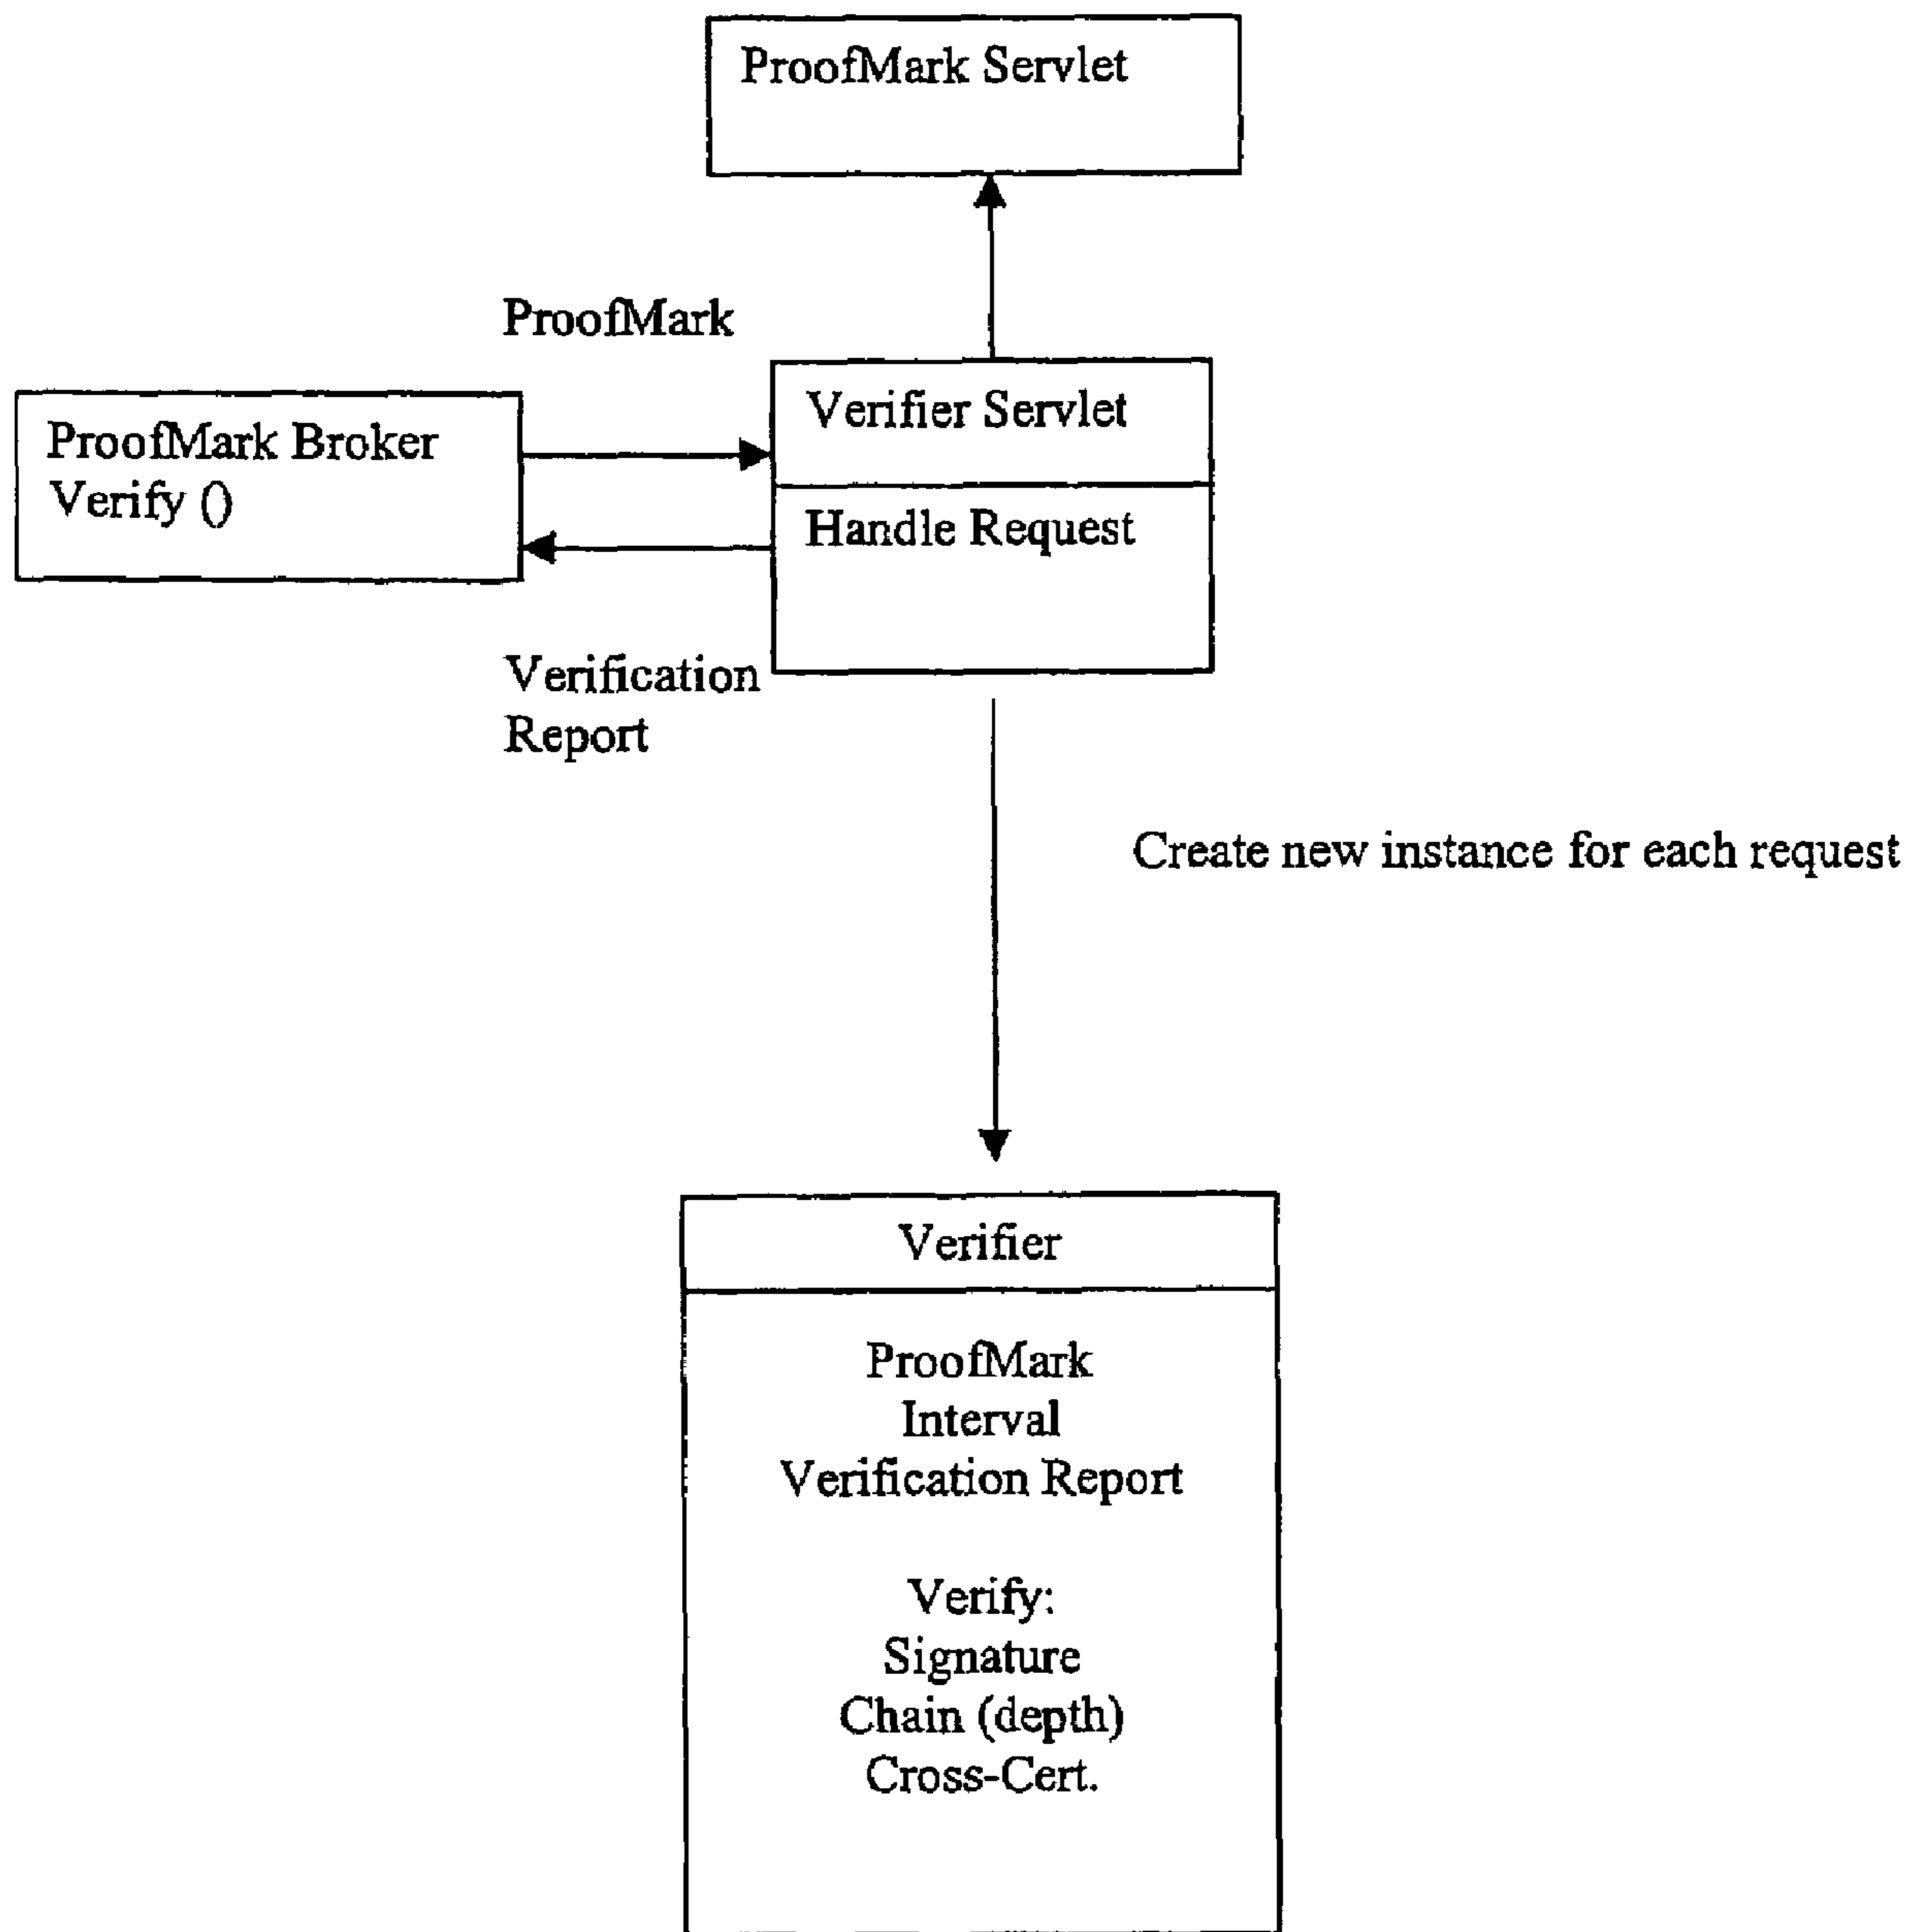 ProofMark Servlet
ProofMark
ProofMark Broker
Verify ()
Verifier Servlet
Handle Request
Verification
Report
Create new instance for each request
Verifier
ProofMark
Interval
Verification Report
Verify:
Signature
Chain (depth)
Cross-Cert.